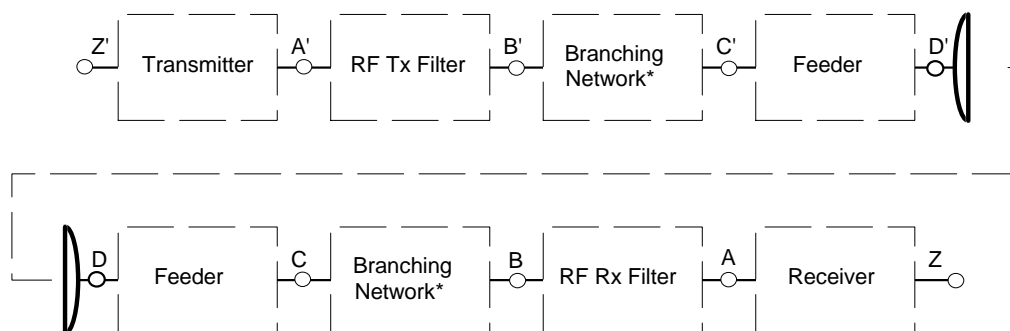 Z' Transmitter A' RF Tx Filter B' Branching Network* C' Feeder D'
D Feeder C Branching Network* B RF Rx Filter A Receiver Z